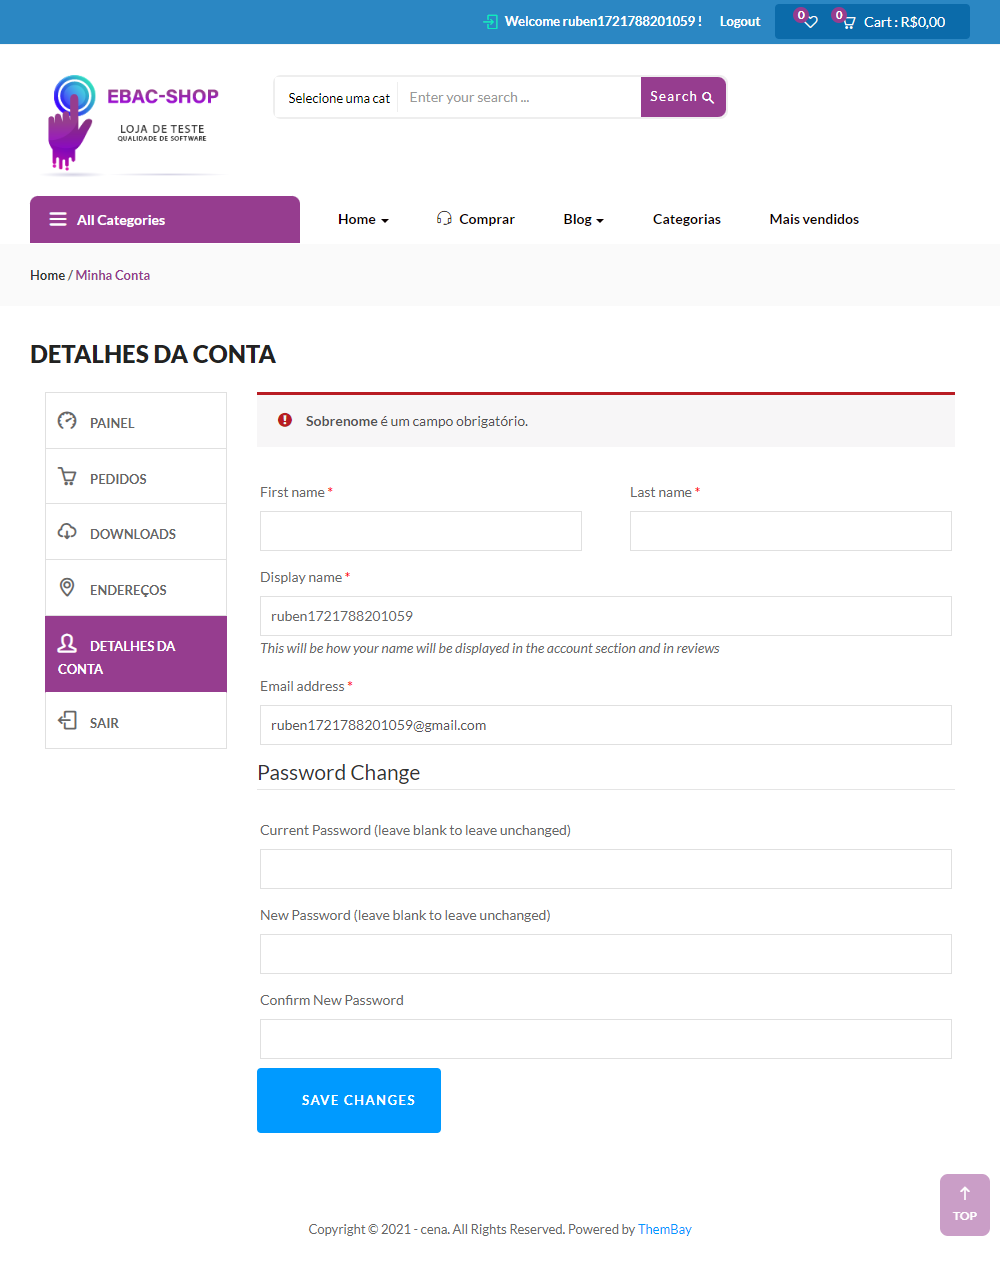 Welcome ruben1721788201059 ! Logout 0 0 Cart : R$0,00
EBAC-SHOP
LOJA DE TESTE
QUALIDADE DE SOFTWARE
Selecione uma cat Enter your search ... Search
All Categories Home Comprar Blog Categorias Mais vendidos
Home / Minha Conta
DETALHES DA CONTA
PAINEL
PEDIDOS
DOWNLOADS
ENDEREÇOS
DETALHES DA
CONTA
SAIR
Sobrenome é um campo obrigatório.
First name * Last name *
Display name *
ruben1721788201059
This will be how your name will be displayed in the account section and in reviews
Email address *
ruben1721788201059@gmail.com
Password Change
Current Password (leave blank to leave unchanged)
New Password (leave blank to leave unchanged)
Confirm New Password
SAVE CHANGES
TOP
Copyright © 2021 - cena. All Rights Reserved. Powered by ThemBay